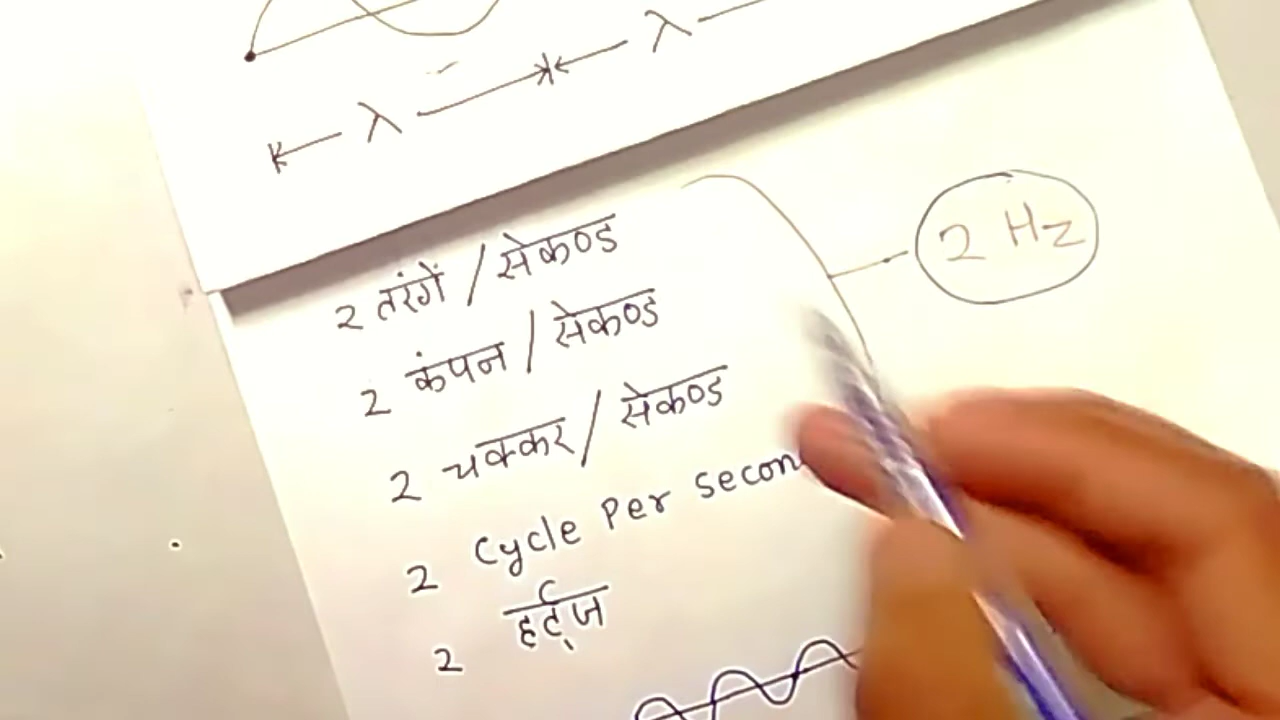 λ
λ
2 तरंगें / सेकण्ड
2 Hz
2 कंपन / सेकण्ड
2 चक्कर / सेकण्ड
2 Cycle Per Secon
2 हर्ट्ज